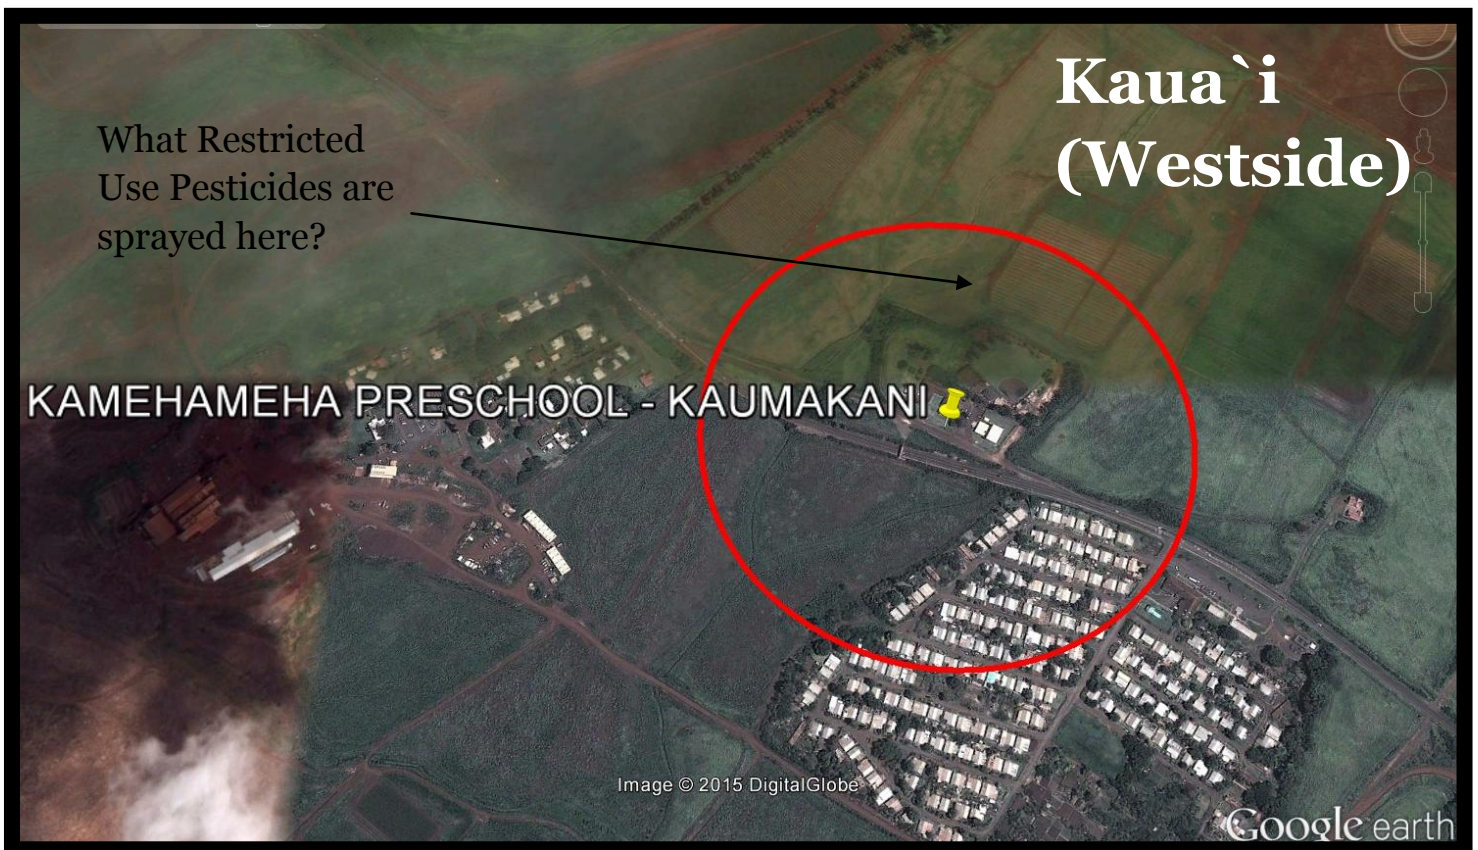 Kaua`i
(Westside)
What Restricted
Use Pesticides are
sprayed here?
KAMEHAMEHA PRESCHOOL - KAUMAKANI
Image © 2015 DigitalGlobe
Google earth